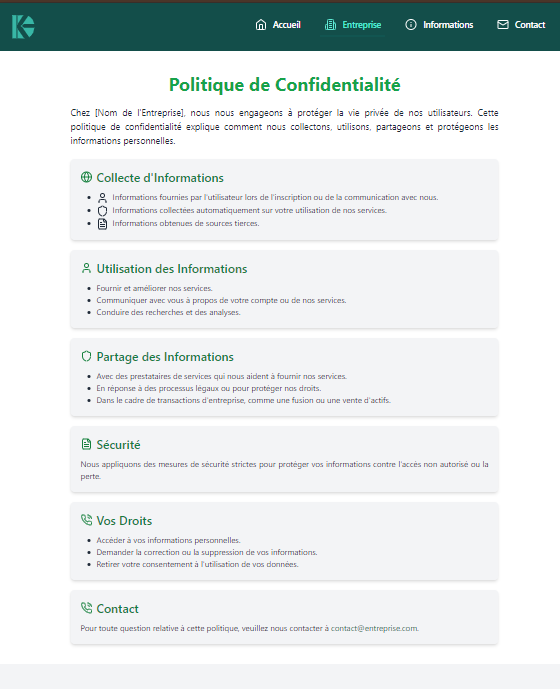 Accueil
Entreprise
Informations
Contact
Politique de Confidentialité
Chez [Nom de l'Entreprise], nous nous engageons à protéger la vie privée de nos utilisateurs. Cette
politique de confidentialité explique comment nous collectons, utilisons, partageons et protégeons les
informations personnelles.
Collecte d'Informations
Informations fournies par l'utilisateur lors de l'inscription ou de la communication avec nous.
Informations collectées automatiquement sur votre utilisation de nos services.
Informations obtenues de sources tierces.
Utilisation des Informations
Fournir et améliorer nos services.
Communiquer avec vous à propos de votre compte ou de nos services.
Conduire des recherches et des analyses.
Partage des Informations
Avec des prestataires de services qui nous aident à fournir nos services.
En réponse à des processus légaux ou pour protéger nos droits.
Dans le cadre de transactions d'entreprise, comme une fusion ou une vente d'actifs.
Sécurité
Nous appliquons des mesures de sécurité strictes pour protéger vos informations contre l'accès non autorisé ou la
perte.
Vos Droits
Accéder à vos informations personnelles.
Demander la correction ou la suppression de vos informations.
Retirer votre consentement à l'utilisation de vos données.
Contact
Pour toute question relative à cette politique, veuillez nous contacter à contact@entreprise.com.